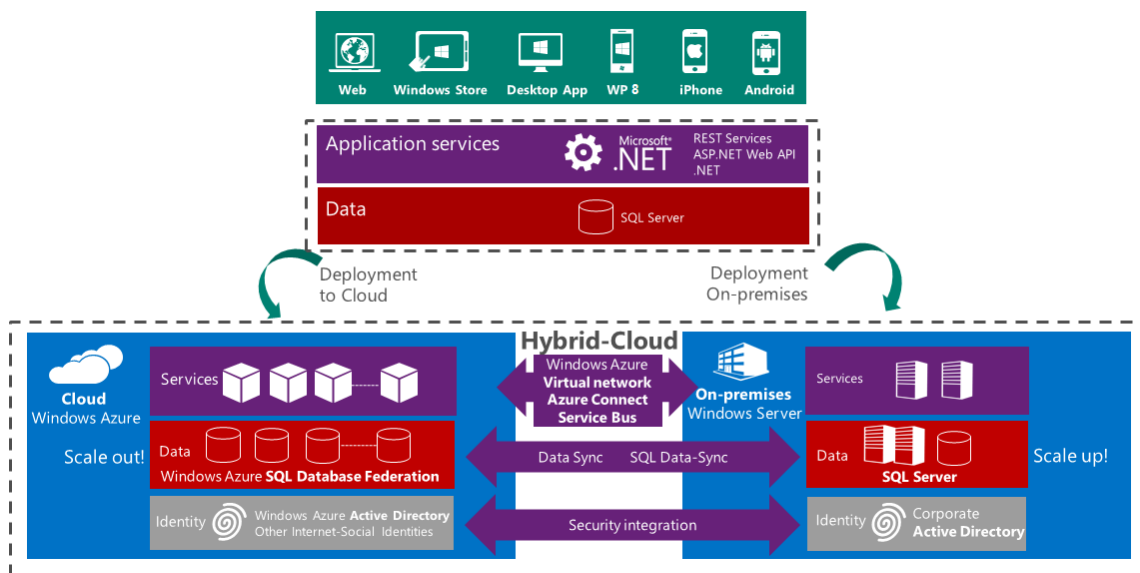 Web
Windows Store
Desktop App
WP 8
iPhone
Android
Application services
Microsoft®
.NET
REST Services
ASP.NET Web API
.NET
Data
SQL Server
Deployment
to Cloud
Deployment
On-premises
Hybrid-Cloud
Cloud
Windows Azure
Scale out!
Services
Data
Windows Azure SQL Database Federation
Identity
Windows Azure Active Directory
Other Internet-Social Identities
Windows Azure
Virtual network
Azure Connect
Service Bus
Data Sync SQL Data-Sync
Security integration
On-premises
Windows Server
Services
Data
SQL Server
Scale up!
Identity
Corporate
Active Directory